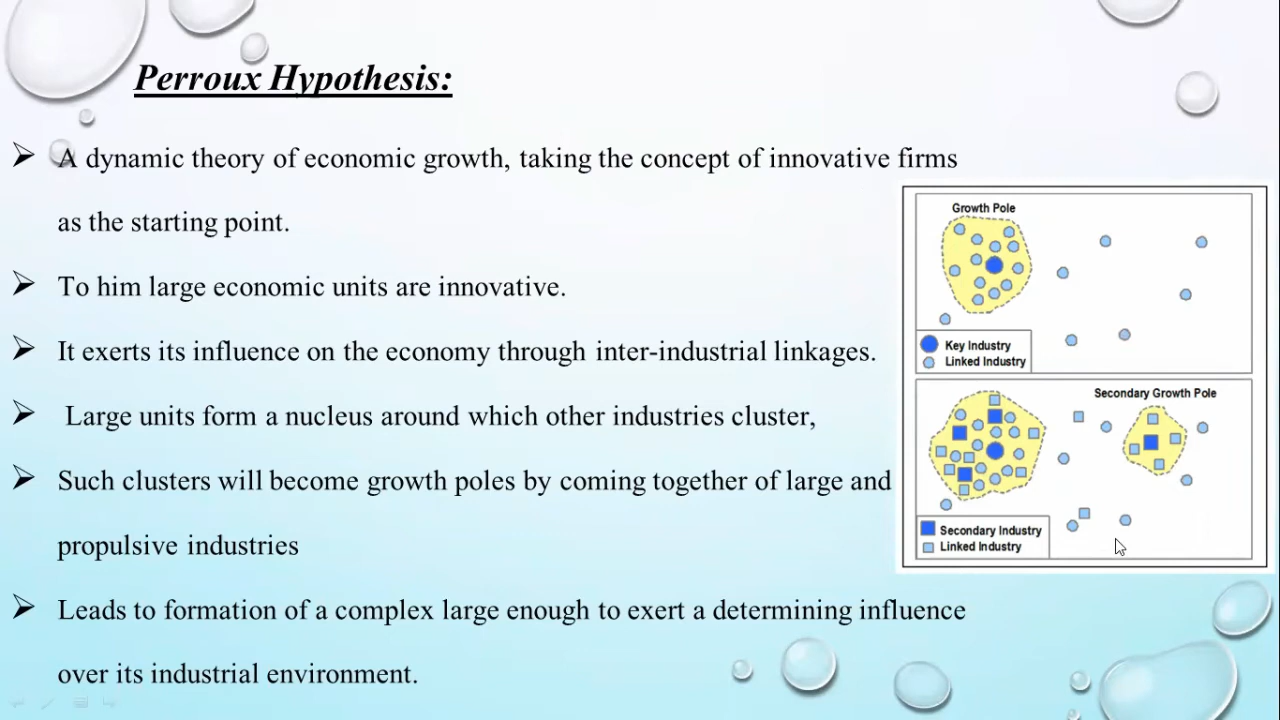 Perroux Hypothesis:
A dynamic theory of economic growth, taking the concept of innovative firms
as the starting point.
To him large economic units are innovative.
It exerts its influence on the economy through inter-industrial linkages.
Large units form a nucleus around which other industries cluster,
Such clusters will become growth poles by coming together of large and
propulsive industries
Leads to formation of a complex large enough to exert a determining influence
over its industrial environment.
Growth Pole
Key Industry
Linked Industry
Secondary Growth Pole
Secondary Industry
Linked Industry